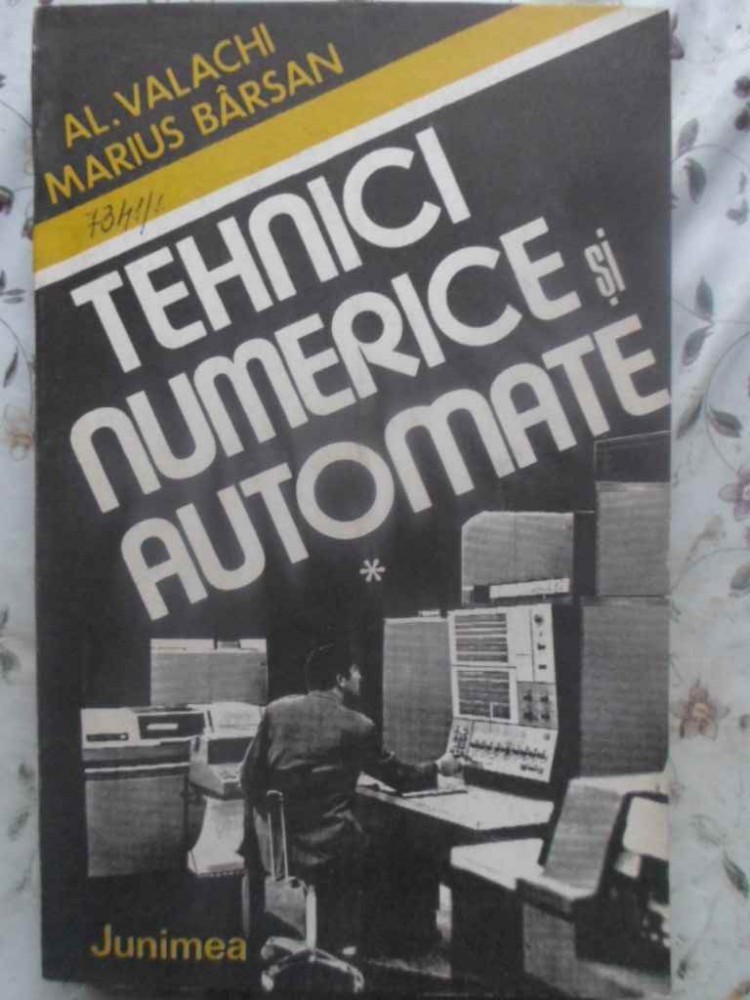 AL. VALACHI
MARIUS BÂRSAN
TEHNICI
NUMERICE ȘI
AUTOMATE
*
Junimea